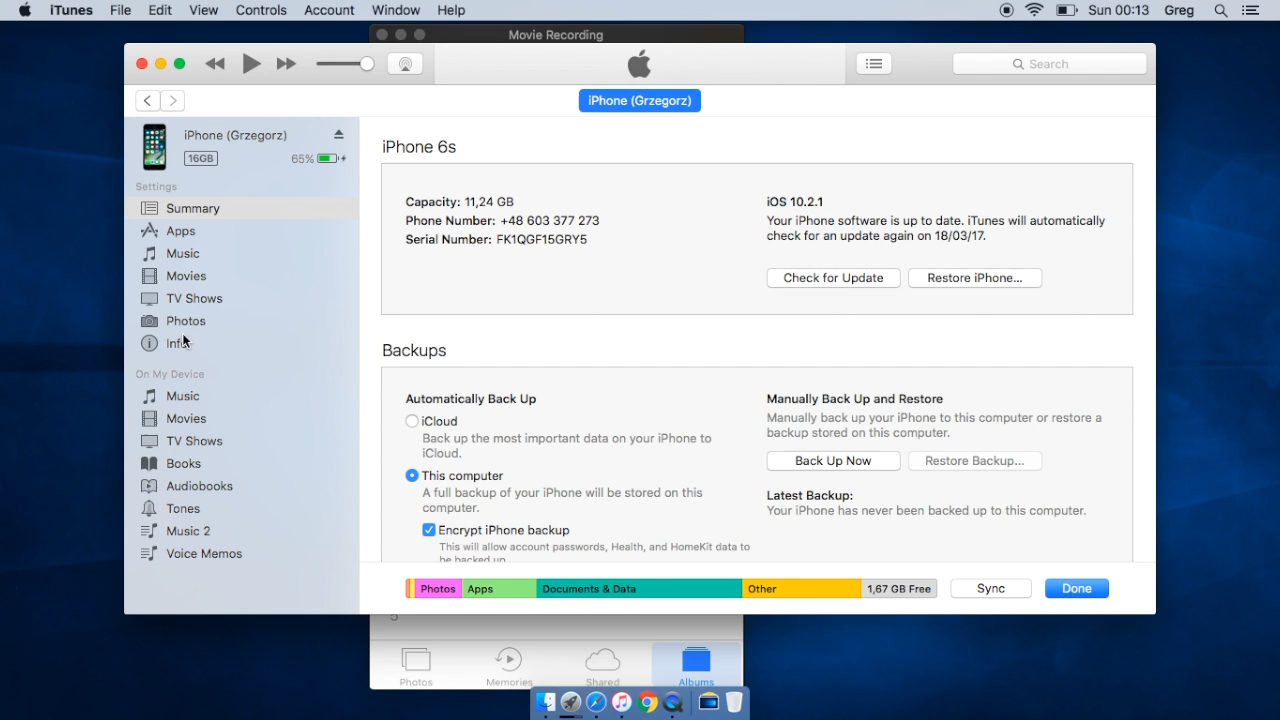 iTunes File Edit View Controls Account Window Help Sun 00:13 Greg
Movie Recording
Search
iPhone (Grzegorz)
iPhone (Grzegorz)
16GB 65%
Settings
Summary
Apps
Music
Movies
TV Shows
Photos
Info
On My Device
Music
Movies
TV Shows
Books
Audiobooks
Tones
Music 2
Voice Memos
iPhone 6s
Capacity: 11,24 GB
Phone Number: +48 603 377 273
Serial Number: FK1QGF15GRY5
iOS 10.2.1
Your iPhone software is up to date. iTunes will automatically
check for an update again on 18/03/17.
Check for Update Restore iPhone...
Backups
Automatically Back Up
iCloud
Back up the most important data on your iPhone to
iCloud.
This computer
A full backup of your iPhone will be stored on this
computer.
Encrypt iPhone backup
This will allow account passwords, Health, and HomeKit data to
be backed up
Manually Back Up and Restore
Manually back up your iPhone to this computer or restore a
backup stored on this computer.
Back Up Now Restore Backup...
Latest Backup:
Your iPhone has never been backed up to this computer.
Photos Apps Documents & Data Other 1,67 GB Free Sync Done
Photos Memories Shared Albums